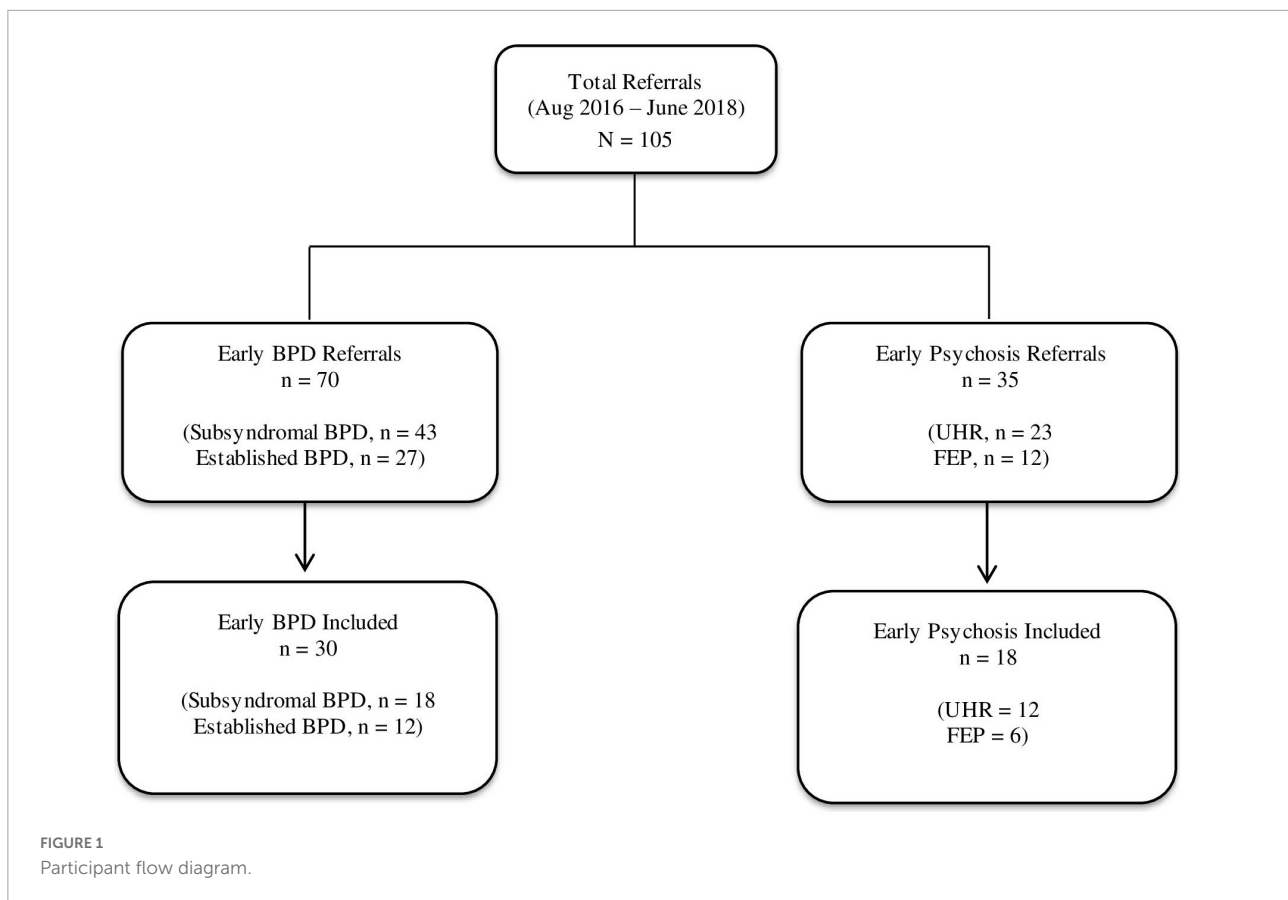 Total Referrals
(Aug 2016 – June 2018)
N = 105
Early BPD Referrals
n = 70
(Subsyndromal BPD, n = 43
Established BPD, n = 27)
Early Psychosis Referrals
n = 35
(UHR, n = 23
FEP, n = 12)
Early BPD Included
n = 30
(Subsyndromal BPD, n = 18
Established BPD, n = 12)
Early Psychosis Included
n = 18
(UHR = 12
FEP = 6)
FIGURE 1
Participant flow diagram.